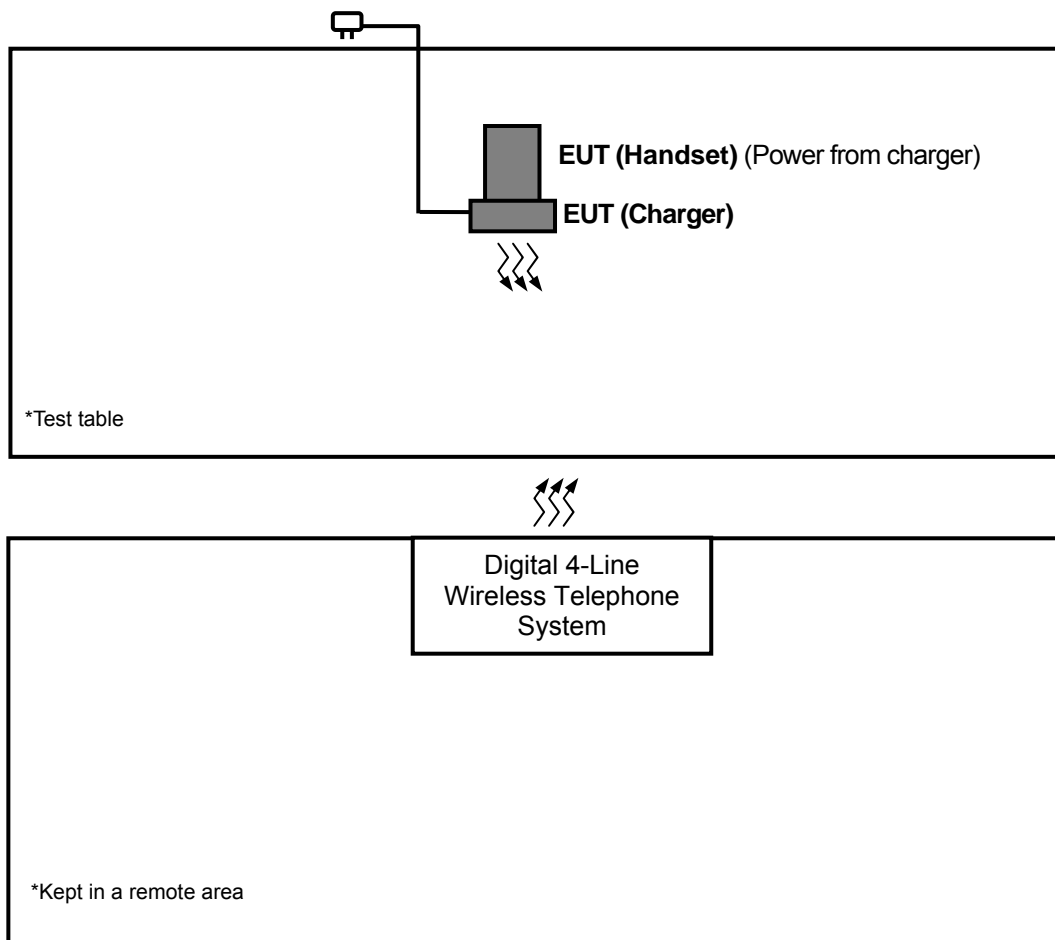 EUT (Handset) (Power from charger)
EUT (Charger)
*Test table
Digital 4-Line
Wireless Telephone
System
*Kept in a remote area